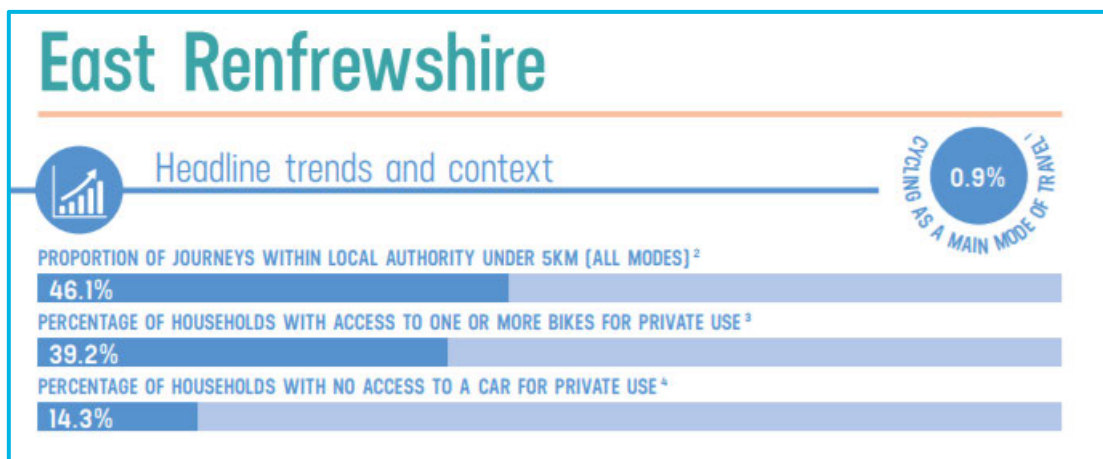 East Renfrewshire
Headline trends and context
0.9%
CYCLING AS A MAIN MODE OF TRAVEL¹
PROPORTION OF JOURNEYS WITHIN LOCAL AUTHORITY UNDER 5KM (ALL MODES)²
46.1%
PERCENTAGE OF HOUSEHOLDS WITH ACCESS TO ONE OR MORE BIKES FOR PRIVATE USE³
39.2%
PERCENTAGE OF HOUSEHOLDS WITH NO ACCESS TO A CAR FOR PRIVATE USE⁴
14.3%